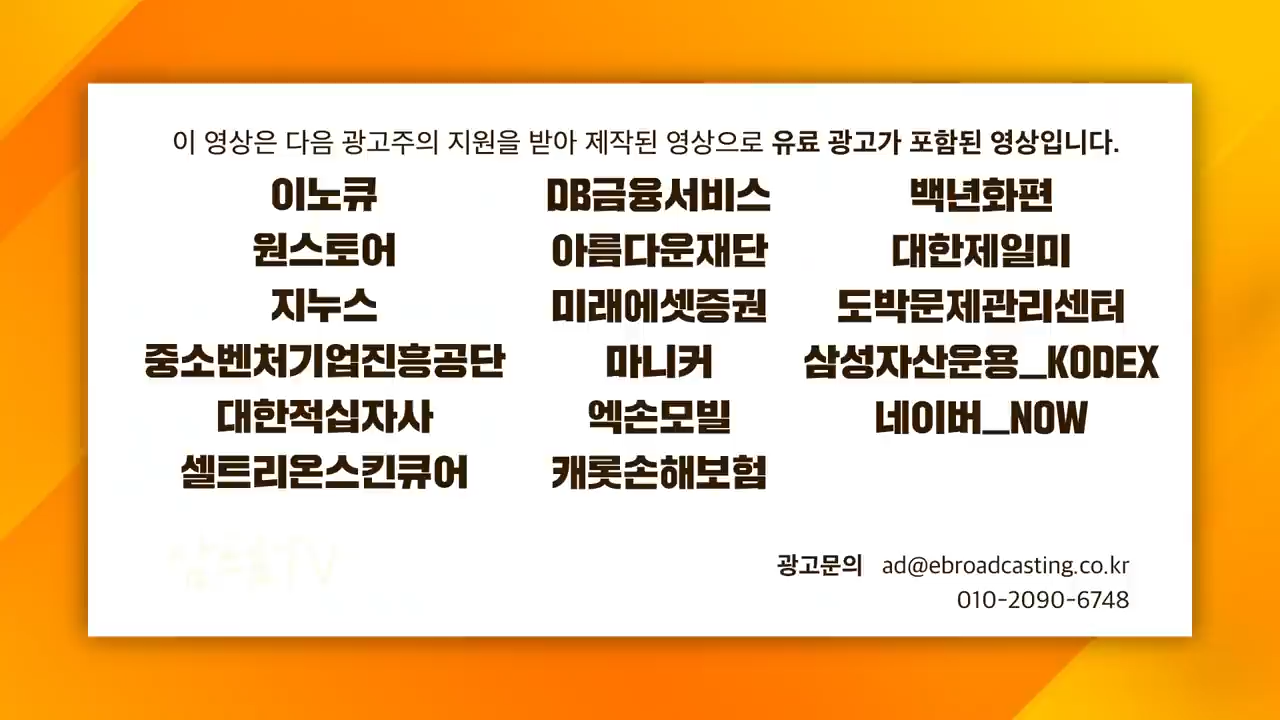 이 영상은 다음 광고주의 지원을 받아 제작된 영상으로 유료 광고가 포함된 영상입니다.
이노큐 DB금융서비스 백년화편
원스토어 아름다운재단 대한제일미
지누스 미래에셋증권 도박문제관리센터
중소벤처기업진흥공단 마니커 삼성자산운용_KODEX
대한적십자사 엑손모빌 네이버_NOW
셀트리온스킨큐어 캐롯손해보험
광고문의 ad@ebroadcasting.co.kr
010-2090-6748